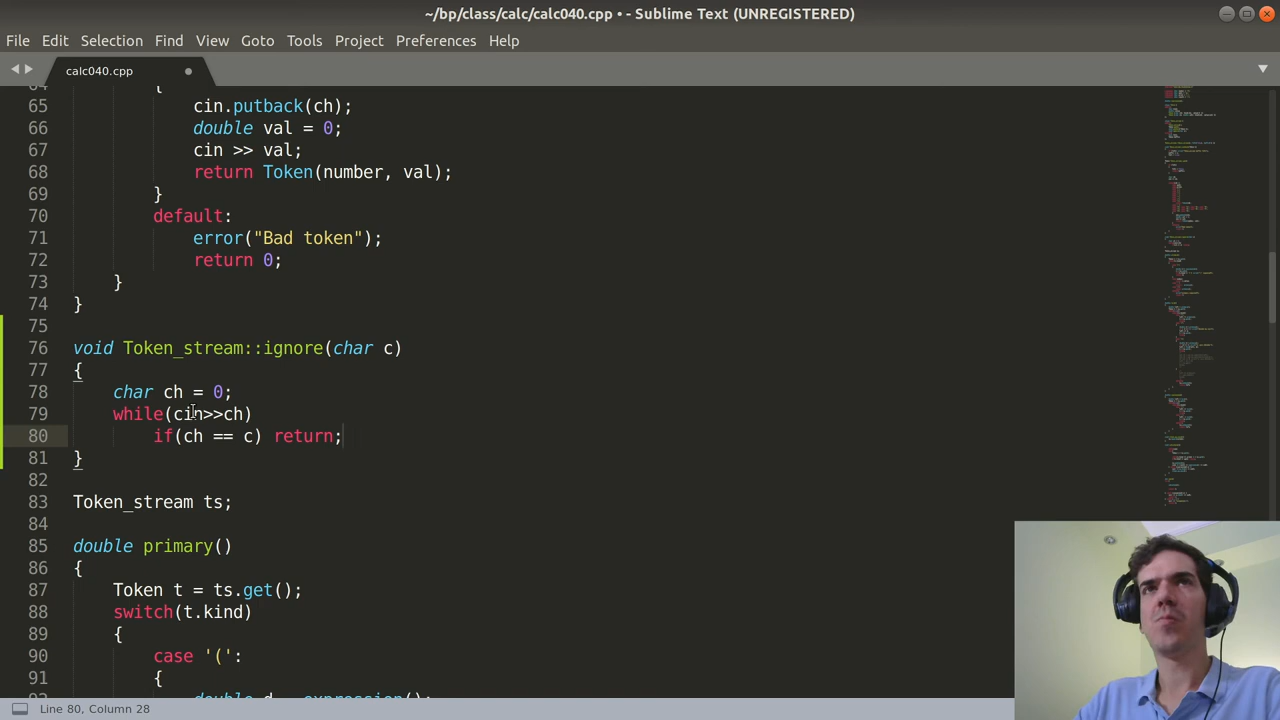 ~/bp/class/calc/calc040.cpp • - Sublime Text (UNREGISTERED)
File Edit Selection Find View Goto Tools Project Preferences Help
calc040.cpp
64 {
65 cin.putback(ch);
66 double val = 0;
67 cin >> val;
68 return Token(number, val);
69 }
70 default:
71 error("Bad token");
72 return 0;
73 }
74 }
75
76 void Token_stream::ignore(char c)
77 {
78 char ch = 0;
79 while(cin>>ch)
80 if(ch == c) return;
81 }
82
83 Token_stream ts;
84
85 double primary()
86 {
87 Token t = ts.get();
88 switch(t.kind)
89 {
90 case '(':
91 {
92 double d = expression();
Line 80, Column 28